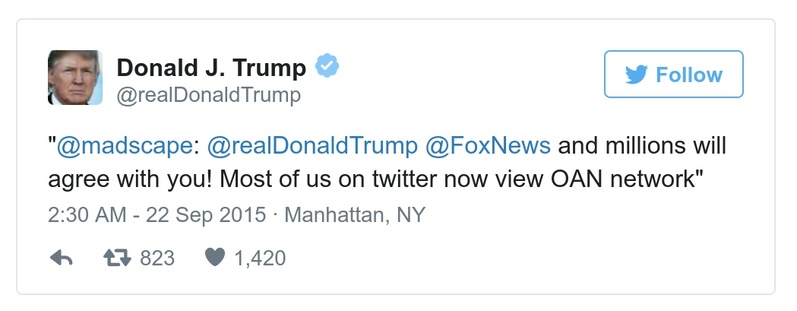 Donald J. Trump
@realDonaldTrump
Follow
"@madscape: @realDonaldTrump @FoxNews and millions will
agree with you! Most of us on twitter now view OAN network"
2:30 AM - 22 Sep 2015 · Manhattan, NY
823 1,420